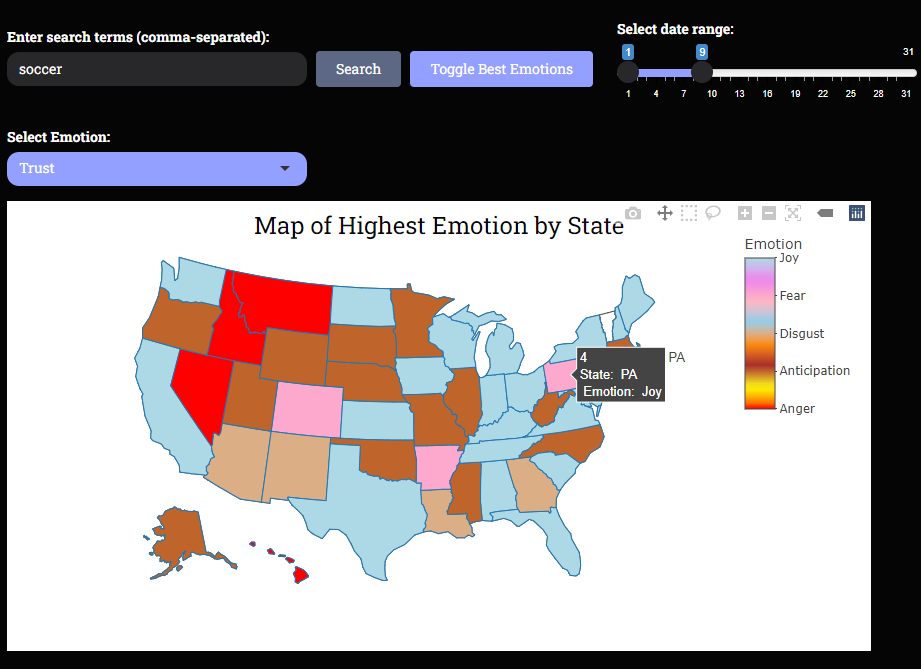 Enter search terms (comma-separated):
soccer
Search
Toggle Best Emotions
Select date range:
1 9 31
1 4 7 10 13 16 19 22 25 28 31
Select Emotion:
Trust
Map of Highest Emotion by State
Emotion
Joy
Fear
Disgust
Anticipation
Anger
4
State: PA
Emotion: Joy
PA